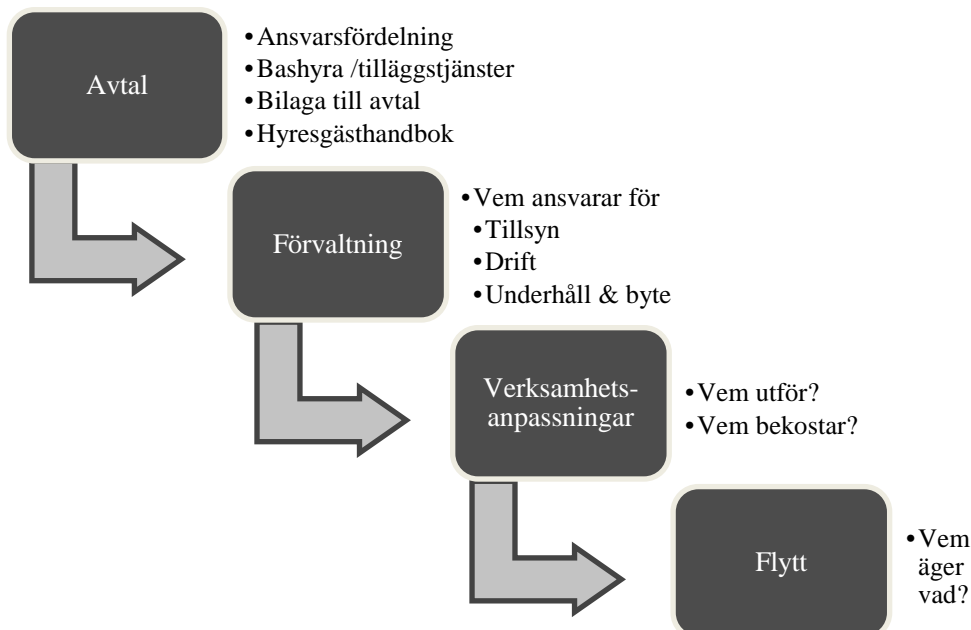 Avtal
•Ansvarsfördelning
•Bashyra /tilläggstjänster
•Bilaga till avtal
•Hyresgästhandbok
Förvaltning
•Vem ansvarar för
•Tillsyn
•Drift
•Underhåll & byte
Verksamhets-
anpassningar
•Vem utför?
•Vem bekostar?
Flytt
•Vem
äger
vad?